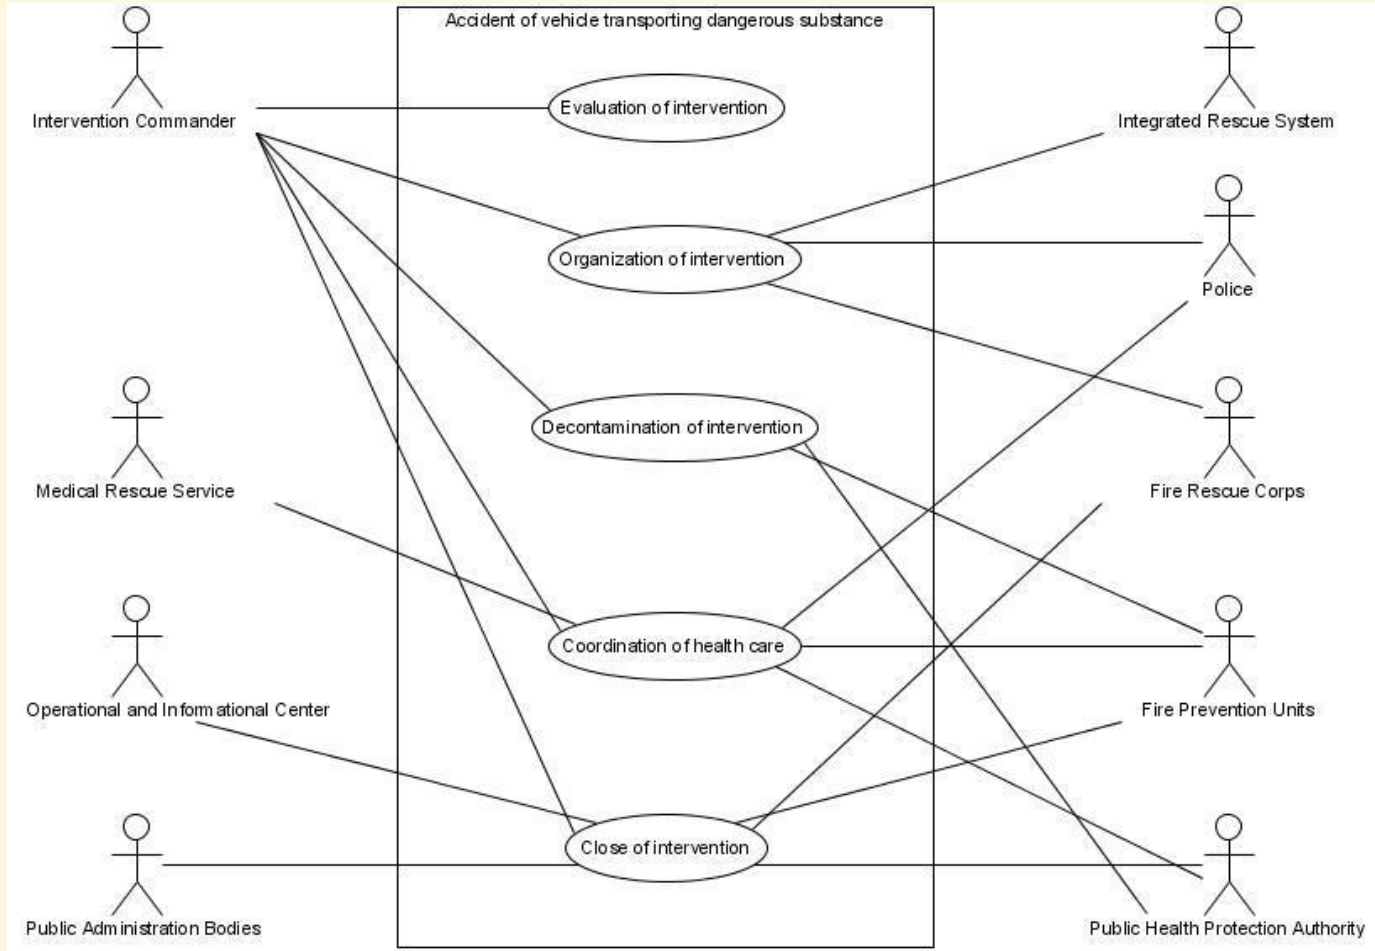 Accident of vehicle transporting dangerous substance
Evaluation of intervention
Intervention Commander
Integrated Rescue System
Organization of intervention
Police
Decontamination of intervention
Medical Rescue Service
Fire Rescue Corps
Coordination of health care
Operational and Informational Center
Fire Prevention Units
Close of intervention
Public Administration Bodies
Public Health Protection Authority